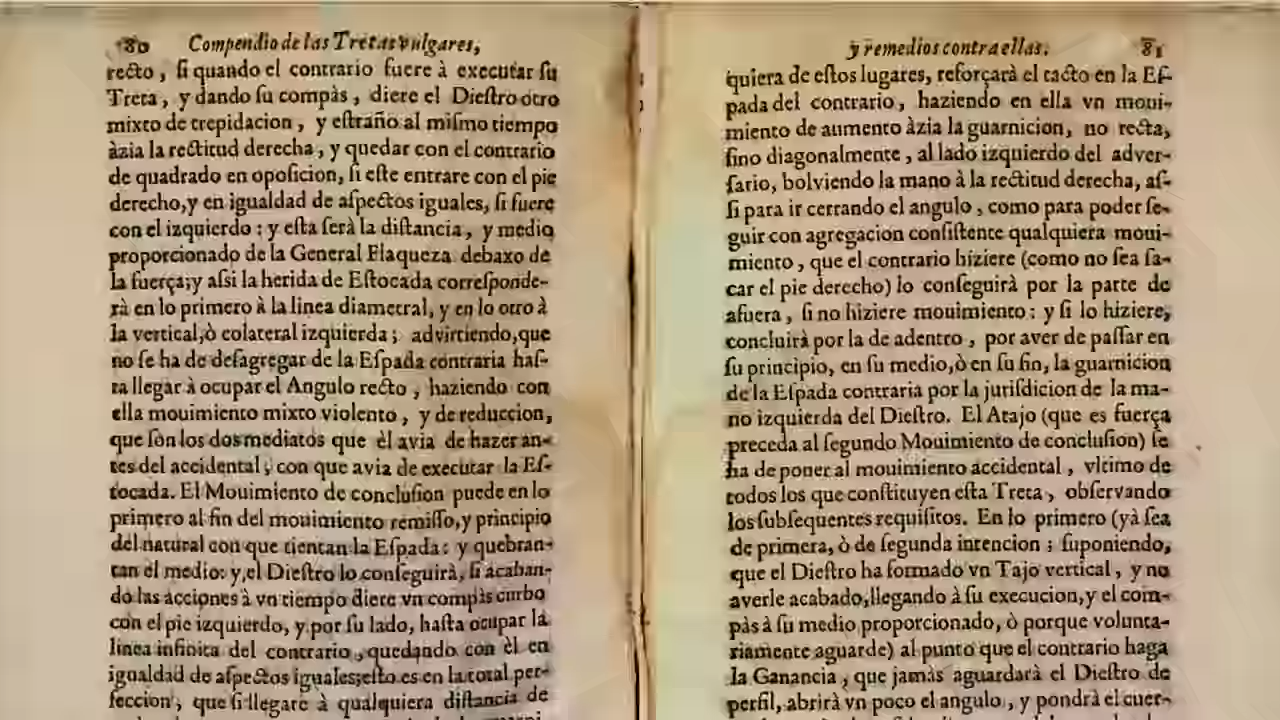 80 Compendio de las Tretas vulgares,
recto, ſi quando el contrario fuere à executar ſu
Treta, y dando ſu compàs, diere el Dieſtro otro
mixto de trepidacion, y eſtraño al miſmo tiempo
àzia la rectitud derecha, y quedar con el contrario
de quadrado en opoſicion, ſi eſte entrare con el pie
derecho,y en igualdad de aſpectos iguales, ſi fuere
con el izquierdo: y eſta ſerà la diſtancia, y medio
proporcionado de la General Flaqueza debaxo de
la fuerça;y aſsi la herida de Eſtocada correſponde-
rà en lo primero à la linea diametral, y en lo otro à
la vertical,ò colateral izquierda; advirtiendo,que
no ſe ha de deſagregar de la Eſpada contraria haſ-
ta llegar à ocupar el Angulo recto, haziendo con
ella mouimiento mixto violento, y de reduccion,
que ſon los dos mediatos que èl avia de hazer an-
tes del accidental, con que avia de executar la Eſ-
tocada. El Mouimiento de concluſion puede en lo
primero al fin del mouimiento remiſſo,y principio
del natural con que tientan la Eſpada: y quebran-
tan el medio: y,el Dieſtro lo conſeguirà, ſi acaban-
do las acciones à vn tiempo diere vn compàs curbo
con el pie izquierdo, y por ſu lado, haſta ocupar la
linea infinita del contrario, quedando con èl en
igualdad de aſpectos iguales;eſto es en la total per-
feccion, que ſi llegare à qualquiera diſtancia de
y remedios contra ellas. 81
quiera de eſtos lugares, reforçarà el tacto en la Eſ-
pada del contrario, haziendo en ella vn moui-
miento de aumento àzia la guarnicion, no recta,
ſino diagonalmente, al lado izquierdo del adver-
ſario, bolviendo la mano à la rectitud derecha, aſ-
ſi para ir cerrando el angulo, como para poder ſe-
guir con agregacion conſiſtente qualquiera moui-
miento, que el contrario hiziere (como no ſea ſa-
car el pie derecho) lo conſeguirà por la parte de
afuera, ſi no hiziere mouimiento: y ſi lo hiziere,
concluirà por la de adentro, por aver de paſſar en
ſu principio, en ſu medio,ò en ſu fin, la guarnicion
de la Eſpada contraria por la juriſdicion de la ma-
no izquierda del Dieſtro. El Atajo (que es fuerça
preceda al ſegundo Mouimiento de concluſion) ſe
ha de poner al mouimiento accidental, vltimo de
todos los que conſtituyen eſta Treta, obſervando
los ſubſequentes requiſitos. En lo primero (yà ſea
de primera, ò de ſegunda intencion; ſuponiendo,
que el Dieſtro ha formado vn Tajo vertical, y no
averle acabado,llegando à ſu execucion,y el com-
pàs à ſu medio proporcionado, ò porque volunta-
riamente aguarde) al punto que el contrario haga
la Ganancia, que jamàs aguardarà el Dieſtro de
perfil, abrirà vn poco el angulo, y pondrà el cuer-